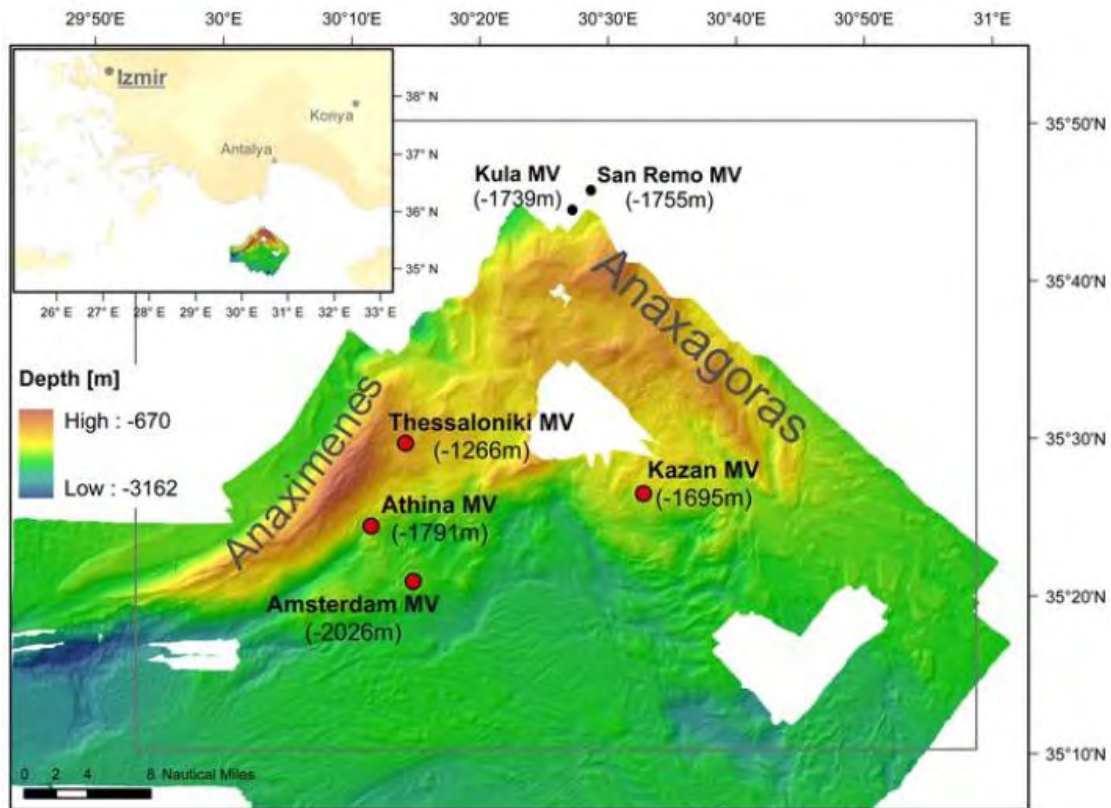 29°50'E 30°E 30°10'E 30°20'E 30°30'E 30°40'E 30°50'E 31°E
Izmir
Konya
Antalya
38° N
37° N
36° N
35° N
26° E 27° E 28° E 29° E 30° E 31° E 32° E 33° E
35°50'N
35°40'N
35°30'N
35°20'N
35°10'N
Kula MV
(-1739m)
San Remo MV
(-1755m)
Anaxagoras
Anaximenes
Depth [m]
High : -670
Low : -3162
Thessaloniki MV
(-1266m)
Kazan MV
(-1695m)
Athina MV
(-1791m)
Amsterdam MV
(-2026m)
0 2 4 8 Nautical Miles